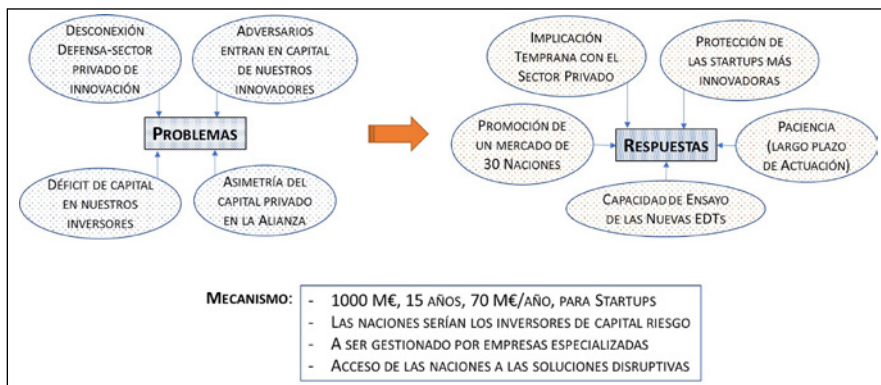 DESCONEXIÓN
DEFENSA-SECTOR
PRIVADO DE
INNOVACIÓN
ADVERSARIOS
ENTRAN EN CAPITAL
DE NUESTROS
INNOVADORES
PROBLEMAS
DÉFICIT DE CAPITAL
EN NUESTROS
INVERSORES
ASIMETRÍA DEL
CAPITAL PRIVADO
EN LA ALIANZA
IMPLICACIÓN
TEMPRANA CON EL
SECTOR PRIVADO
PROTECCIÓN DE
LAS STARTUPS MÁS
INNOVADORAS
PROMOCIÓN DE
UN MERCADO DE
30 NACIONES
RESPUESTAS
PACIENCIA
(LARGO PLAZO
DE ACTUACIÓN)
CAPACIDAD DE ENSAYO
DE LAS NUEVAS EDTS
MECANISMO:
- 1000 M€, 15 AÑOS, 70 M€/AÑO, PARA STARTUPS
- LAS NACIONES SERÍAN LOS INVERSORES DE CAPITAL RIESGO
- A SER GESTIONADO POR EMPRESAS ESPECIALIZADAS
- ACCESO DE LAS NACIONES A LAS SOLUCIONES DISRUPTIVAS